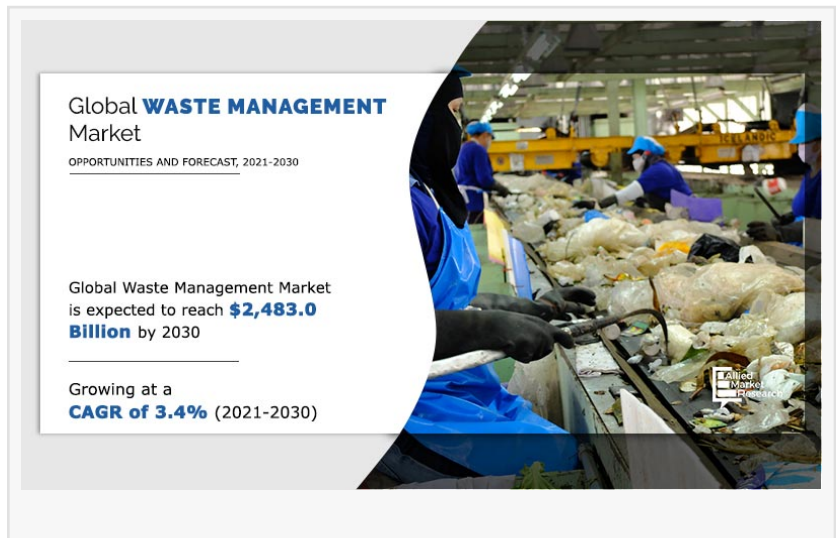 Global WASTE MANAGEMENT
Market
OPPORTUNITIES AND FORECAST, 2021-2030
Global Waste Management Market
is expected to reach $2,483.0
Billion by 2030
Growing at a
CAGR of 3.4% (2021-2030)
ICELANDIC
Allied
Market
Research